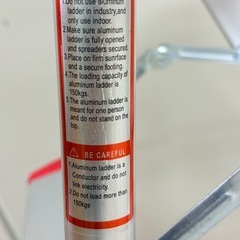 1.Do not use aluminum
ladder in industry,and
only use indoor.
2.Make sure aluminum
ladder is fully opened
and spreaders secured.
3.Place on firm sunrface
and a secure footing.
4.The loading capacity of
aluminum ladder is
150kgs.
5.The aluminum ladder is
meant for one person
and do not stand on the
top.
BE CAREFUL
1.Aluminum ladder is a
Conductor and do not
link electricity.
2.Do not load more than
150kgs